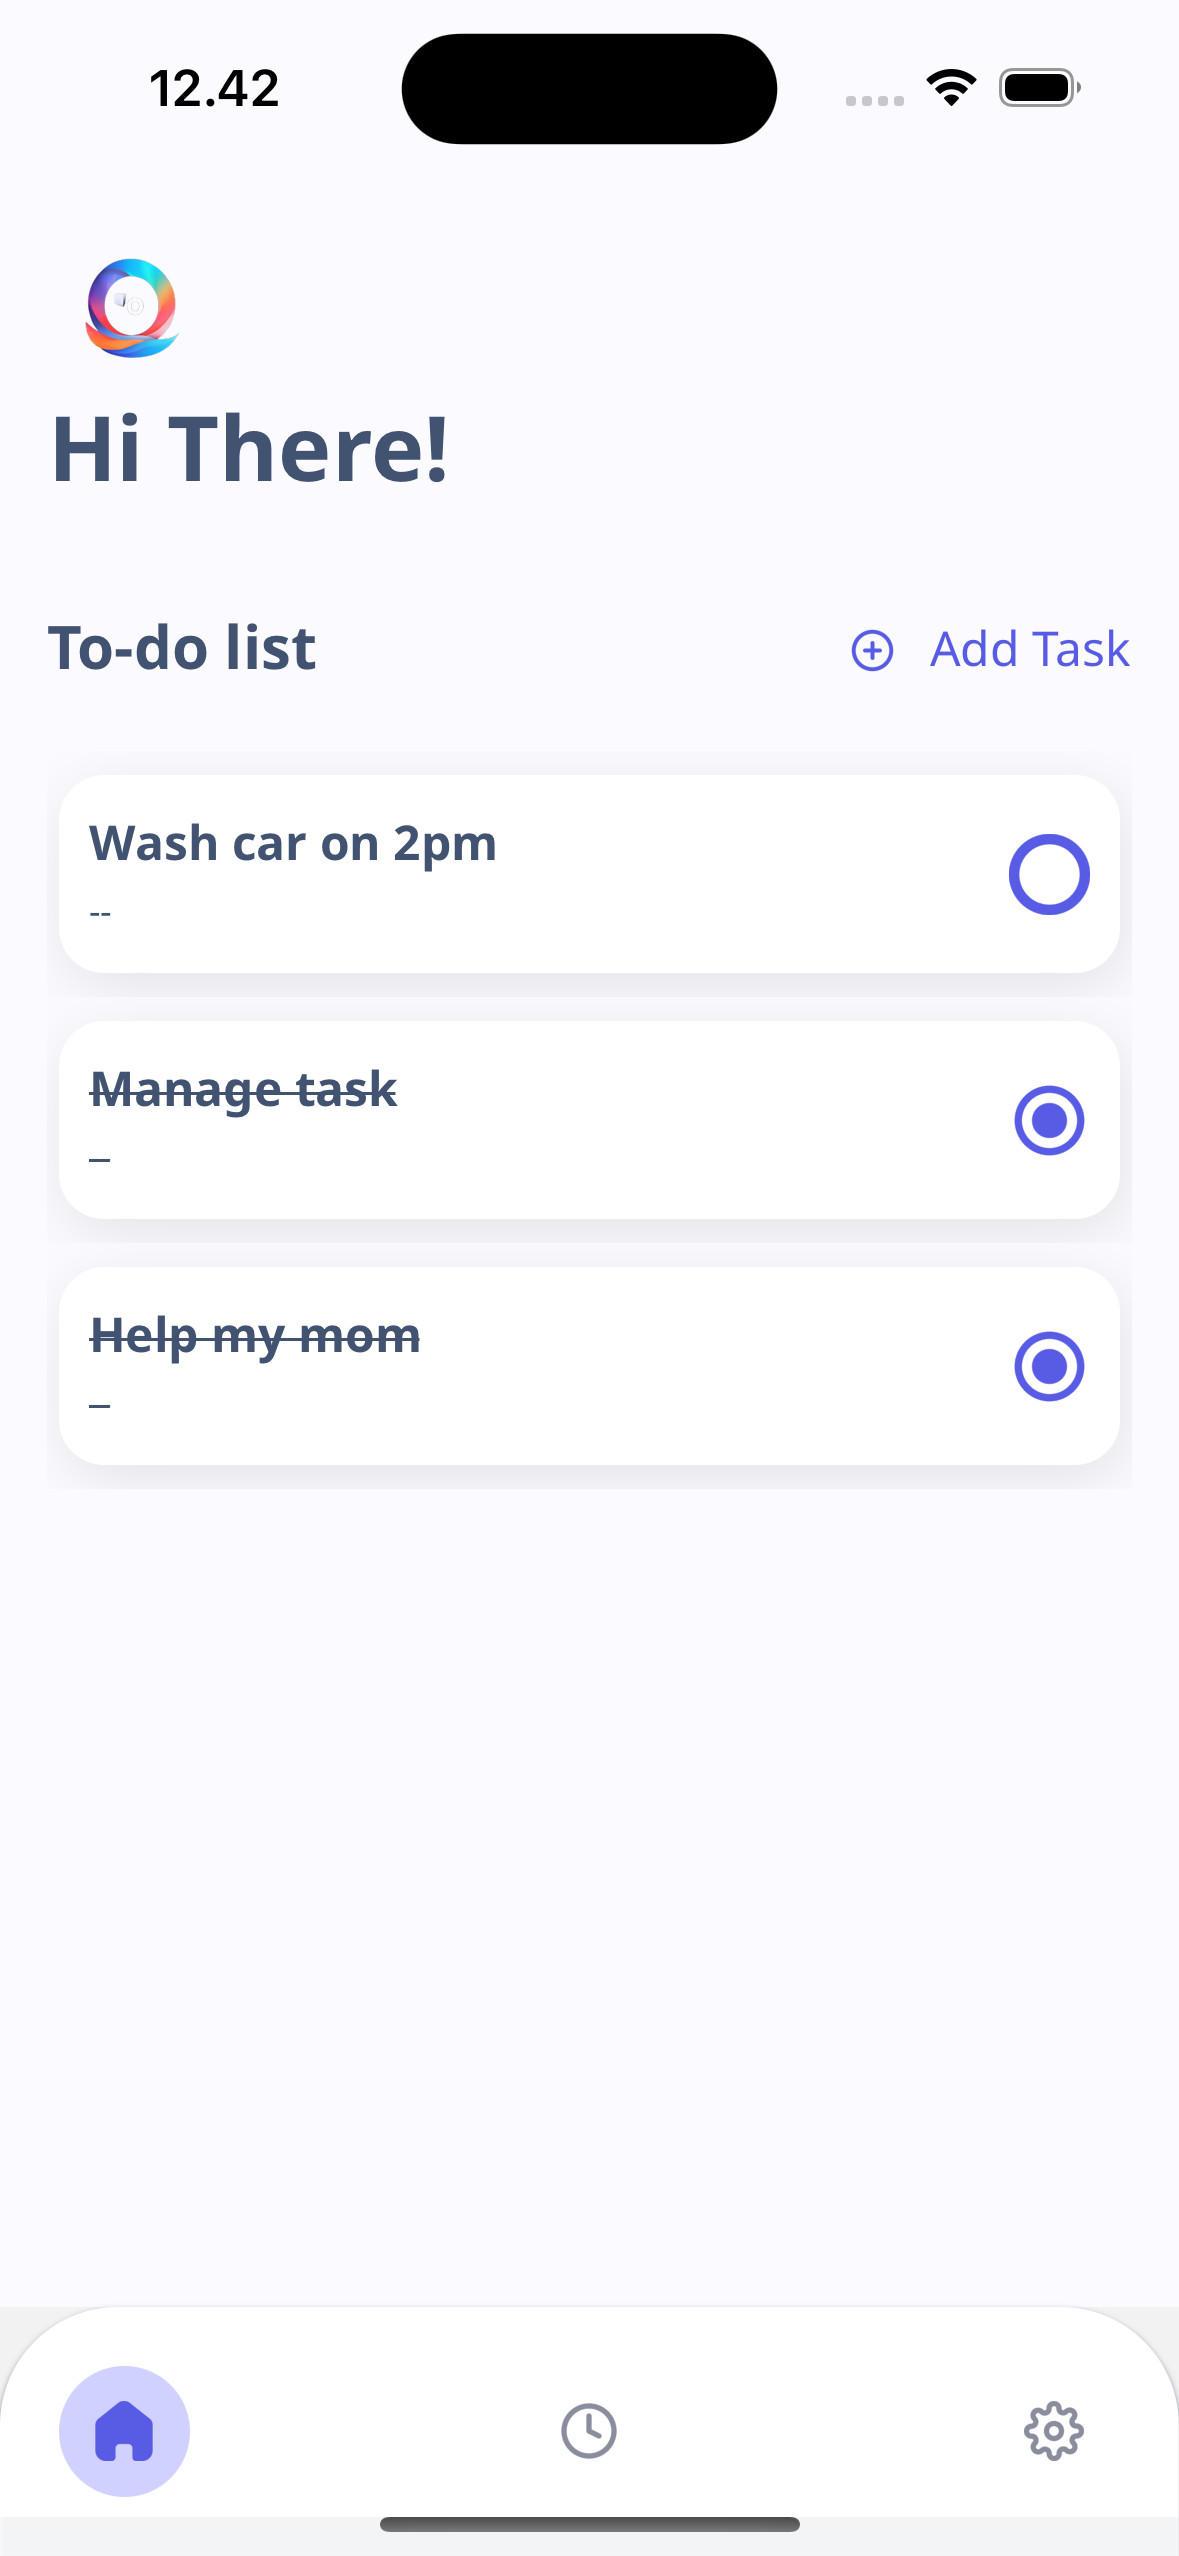 12.42
Hi There!
To-do list
Add Task
Wash car on 2pm
--
Manage task
--
Help my mom
--